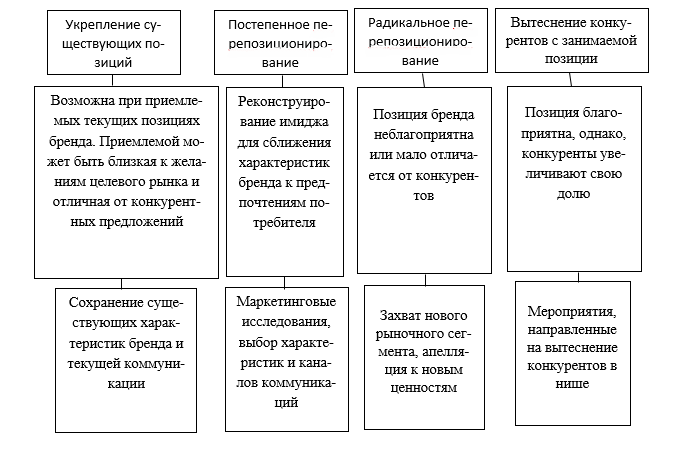 Укрепление су-
ществующих по-
зиций
Возможна при приемле-
мых текущих позициях
бренда. Приемлемой мо-
жет быть близкая к жела-
ниям целевого рынка и
отличная от конкурент-
ных предложений
Сохранение суще-
ствующих харак-
теристик бренда и
текущей коммуни-
кации
Постепенное пе-
репозициониро-
вание
Реконструиро-
вание имиджа
для сближения
характеристик
бренда к пред-
почтениям по-
требителя
Маркетинговые
исследования,
выбор характе-
ристик и кана-
лов коммуника-
ций
Радикальное пе-
репозициониро-
вание
Позиция бренда
неблагоприятна
или мало отлича-
ется от конкурен-
тов
Захват нового
рыночного сег-
мента, апелля-
ция к новым
ценностям
Вытеснение конку-
рентов с занимаемой
позиции
Позиция благо-
приятна, однако,
конкуренты уве-
личивают свою
долю
Мероприятия,
направленные
на вытеснение
конкурентов в
нише